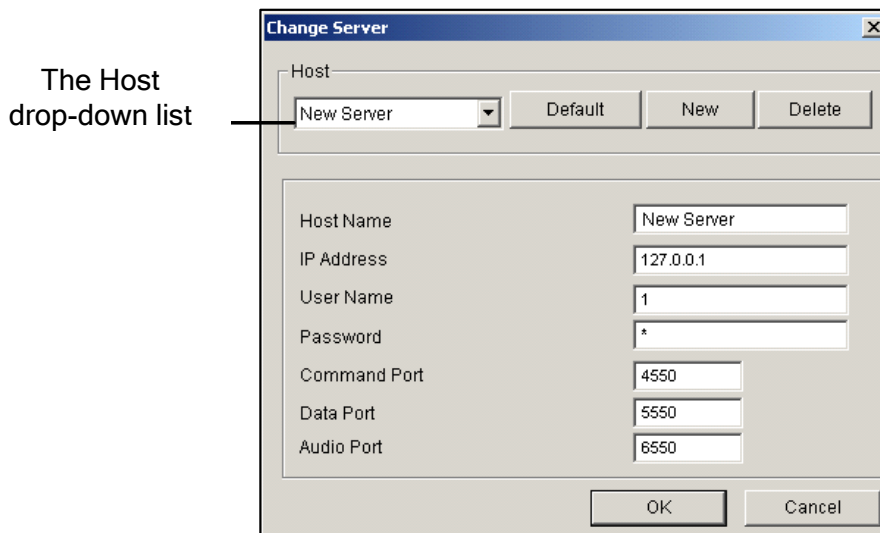 Change Server
The Host
drop-down list
Host
New Server Default New Delete
Host Name New Server
IP Address 127.0.0.1
User Name 1
Password *
Command Port 4550
Data Port 5550
Audio Port 6550
OK Cancel